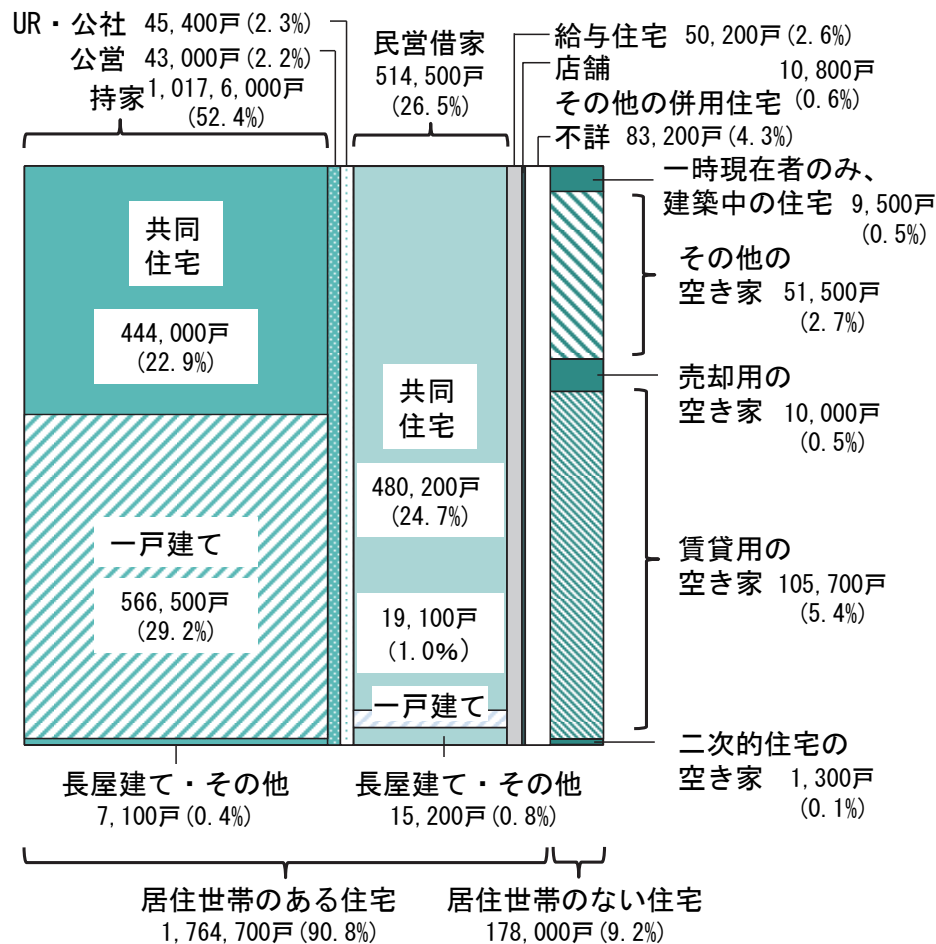 UR・公社 45,400戸(2.3%)
公営 43,000戸(2.2%)
持家 1,017,6,000戸
(52.4%)
民営借家
514,500戸
(26.5%)
給与住宅 50,200戸(2.6%)
店舗 10,800戸
その他の併用住宅 (0.6%)
不詳 83,200戸(4.3%)
一時現在者のみ、
建築中の住宅 9,500戸
(0.5%)
その他の
空き家 51,500戸
(2.7%)
売却用の
空き家 10,000戸
(0.5%)
賃貸用の
空き家 105,700戸
(5.4%)
二次的住宅の
空き家 1,300戸
(0.1%)
共同
住宅
444,000戸
(22.9%)
一戸建て
566,500戸
(29.2%)
共同
住宅
480,200戸
(24.7%)
19,100戸
(1.0%)
一戸建て
長屋建て・その他
7,100戸(0.4%)
長屋建て・その他
15,200戸(0.8%)
居住世帯のある住宅
1,764,700戸(90.8%)
居住世帯のない住宅
178,000戸(9.2%)